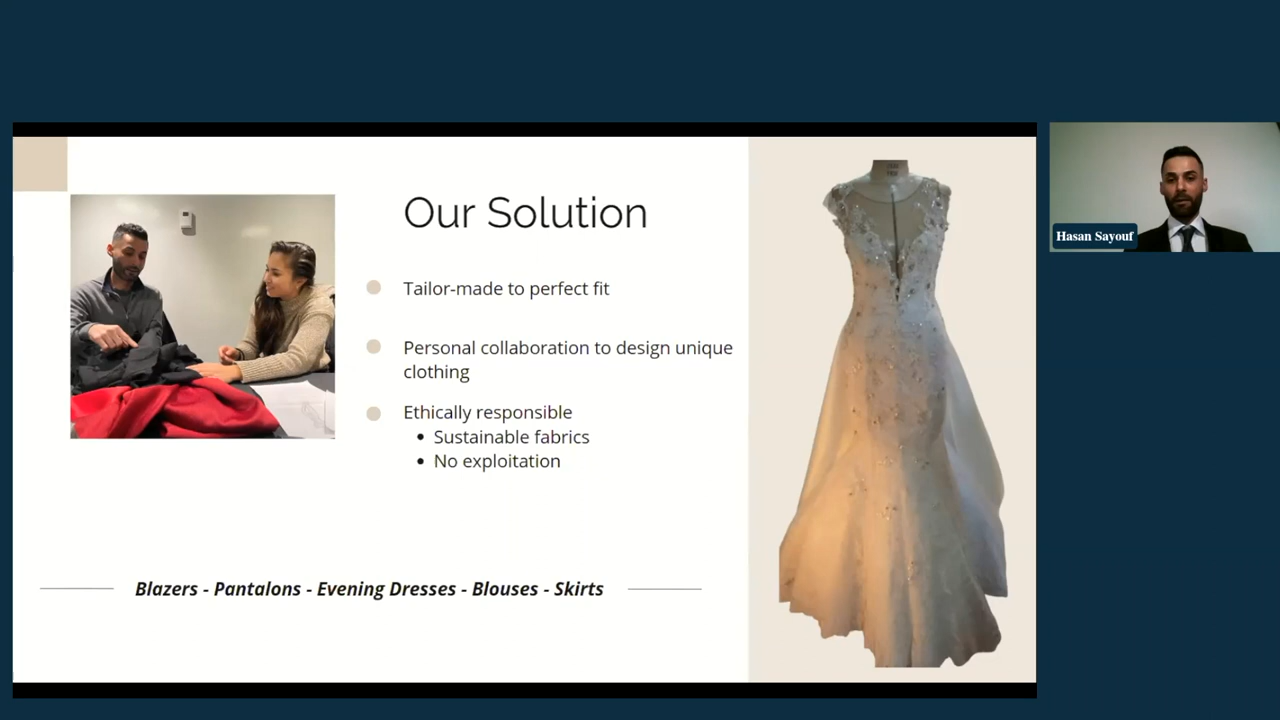 Our Solution
Tailor-made to perfect fit
Personal collaboration to design unique
clothing
Ethically responsible
Sustainable fabrics
No exploitation
Blazers - Pantalons - Evening Dresses - Blouses - Skirts
Hasan Sayouf